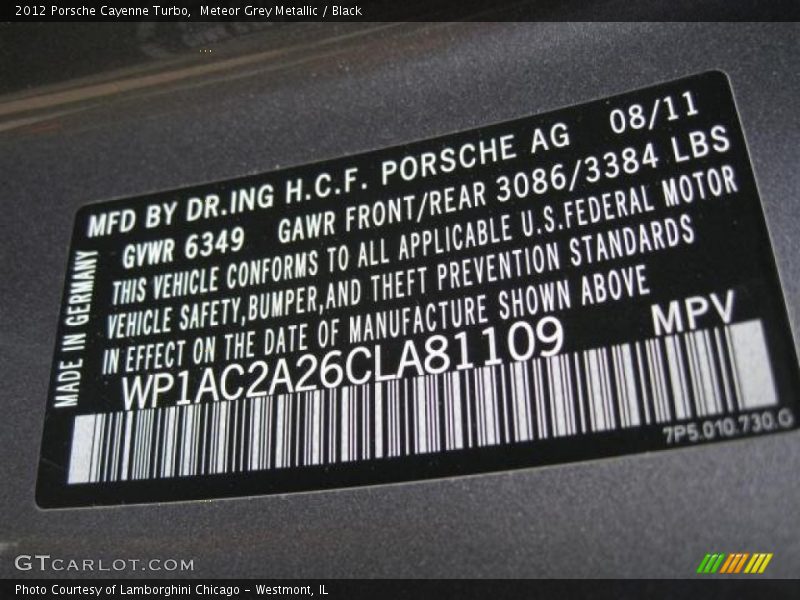 2012 Porsche Cayenne Turbo,  Meteor Grey Metallic / Black
MFD BY DR.ING H.C.F. PORSCHE AG 08/11
GVWR 6349 GAWR FRONT/REAR 3086/3384 LBS
THIS VEHICLE CONFORMS TO ALL APPLICABLE U.S.FEDERAL MOTOR
VEHICLE SAFETY,BUMPER,AND THEFT PREVENTION STANDARDS
IN EFFECT ON THE DATE OF MANUFACTURE SHOWN ABOVE
MADE IN GERMANY
WP1AC2A26CLA81109 MPV
7P5.010.730.G
GTCARLOT.COM
Photo Courtesy of Lamborghini Chicago - Westmont, IL